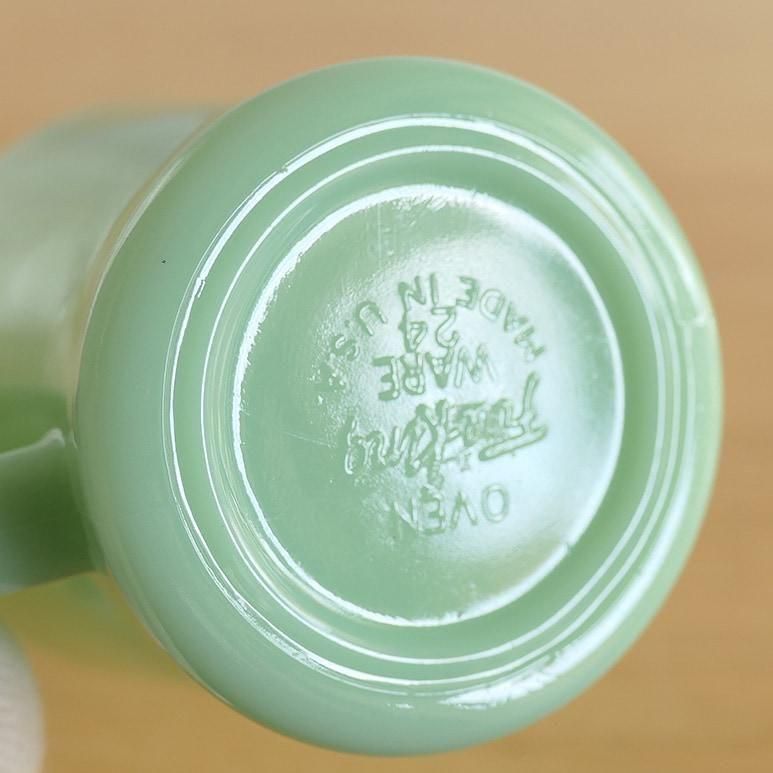 OVEN
Fire-King
WARE
24
MADE IN U.S.A